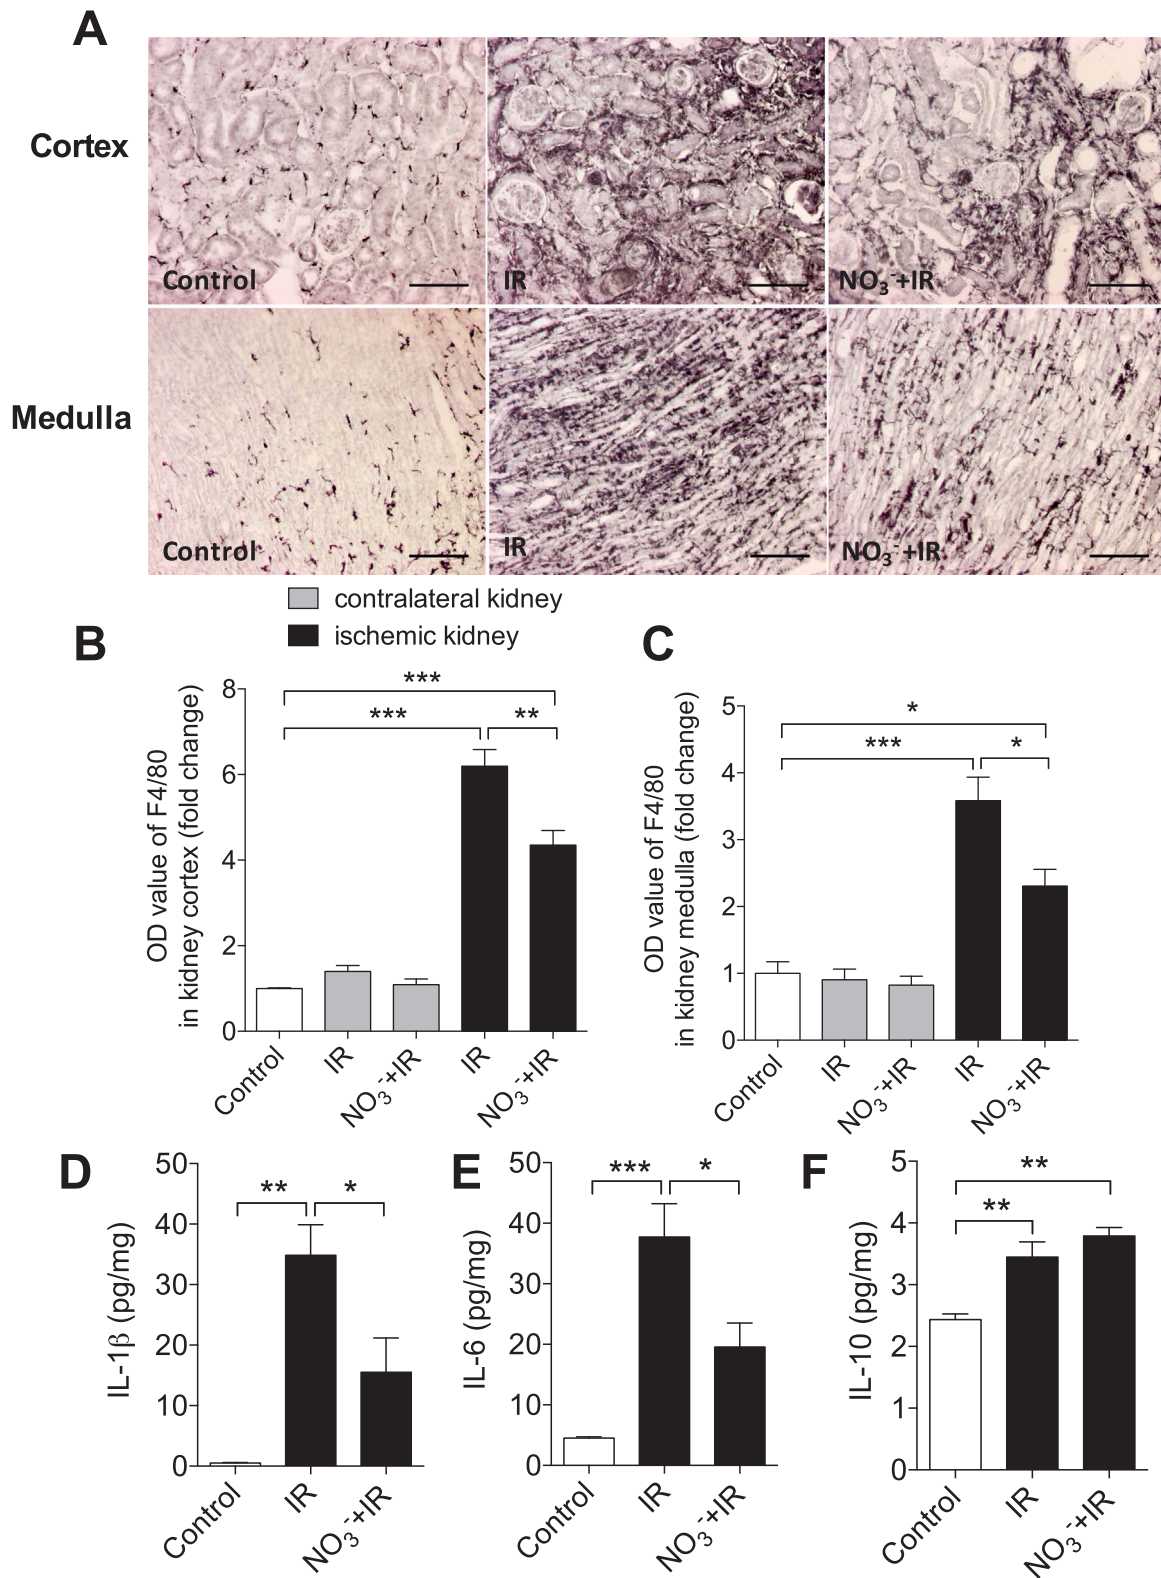 A
Cortex
Control
IR
NO₃⁻+IR
Medulla
Control
IR
NO₃⁻+IR
contralateral kidney
ischemic kidney
B
OD value of F4/80
in kidney cortex (fold change)
8
6
4
2
0
***
***
**
Control
IR
NO₃⁻+IR
IR
NO₃⁻+IR
C
OD value of F4/80
in kidney medulla (fold change)
5
4
3
2
1
0
*
***
*
Control
IR
NO₃⁻+IR
IR
NO₃⁻+IR
D
IL-1β (pg/mg)
50
40
30
20
10
0
**
*
Control
IR
NO₃⁻+IR
E
IL-6 (pg/mg)
50
40
30
20
10
0
***
*
Control
IR
NO₃⁻+IR
F
IL-10 (pg/mg)
5
4
3
2
1
0
**
**
Control
IR
NO₃⁻+IR